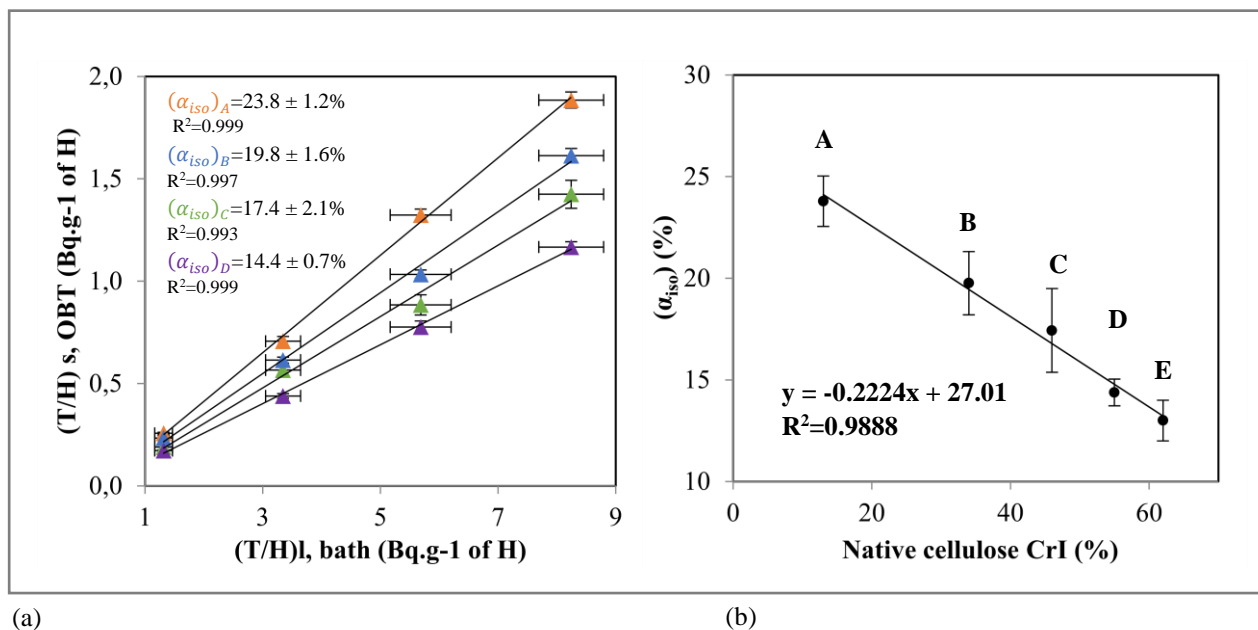 2,0
1,5
1,0
0,5
0,0
(T/H) s, OBT (Bq.g-1 of H)
(α_iso)_A=23.8 ± 1.2%
R²=0.999
(α_iso)_B=19.8 ± 1.6%
R²=0.997
(α_iso)_C=17.4 ± 2.1%
R²=0.993
(α_iso)_D=14.4 ± 0.7%
R²=0.999
1 3 5 7 9
(T/H)l, bath (Bq.g-1 of H)
30
25
20
15
10
(α_iso) (%)
A
B
C
D
E
y = -0.2224x + 27.01
R²=0.9888
0 20 40 60
Native cellulose CrI (%)
(a)
(b)